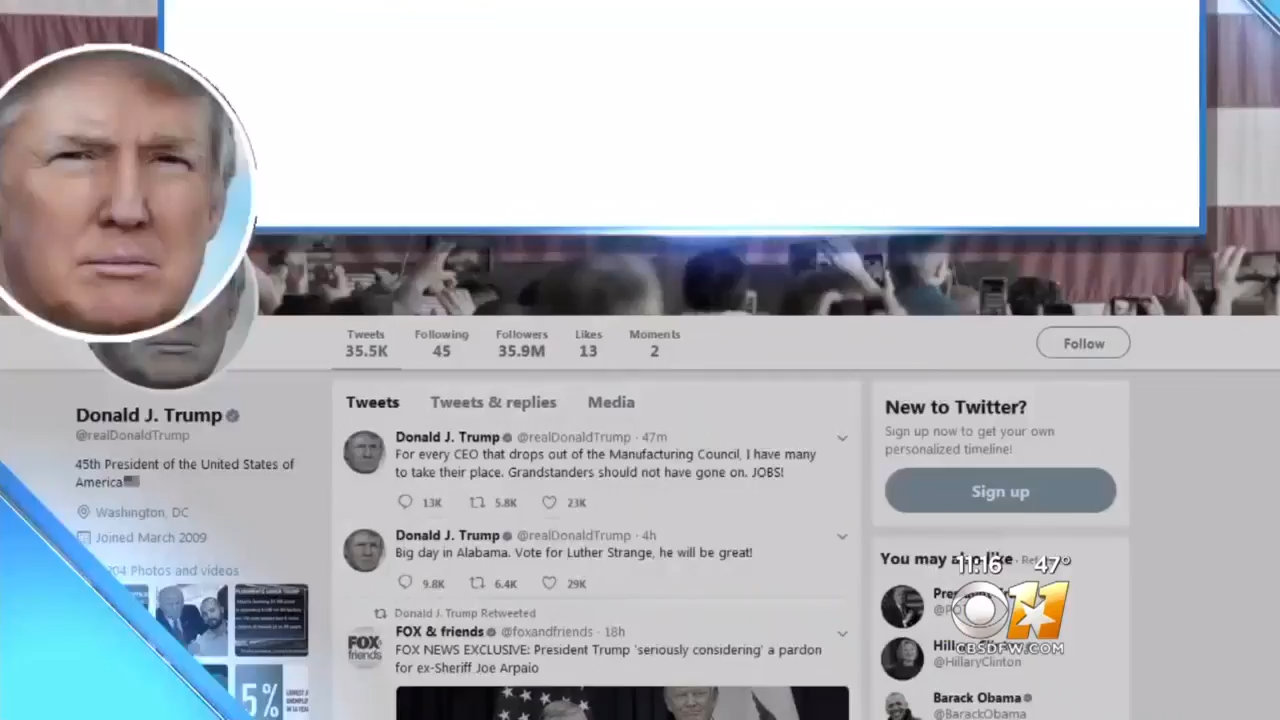 Tweets Following Followers Likes Moments
35.5K 45 35.9M 13 2
Follow
Donald J. Trump
@realDonaldTrump
45th President of the United States of
America
Washington, DC
Joined March 2009
Photos and videos
5%
Tweets Tweets & replies Media
Donald J. Trump @realDonaldTrump · 47m
For every CEO that drops out of the Manufacturing Council, I have many
to take their place. Grandstanders should not have gone on. JOBS!
13K 5.8K 23K
Donald J. Trump @realDonaldTrump · 4h
Big day in Alabama. Vote for Luther Strange, he will be great!
9.8K 6.4K 29K
Donald J. Trump Retweeted
FOX & friends @foxandfriends · 18h
FOX NEWS EXCLUSIVE: President Trump 'seriously considering' a pardon
for ex-Sheriff Joe Arpaio
FOX
friends
New to Twitter?
Sign up now to get your own
personalized timeline!
Sign up
You may also like
11:16 47°
11
CBSDFW.COM
@HillaryClinton
Barack Obama
@BarackObama